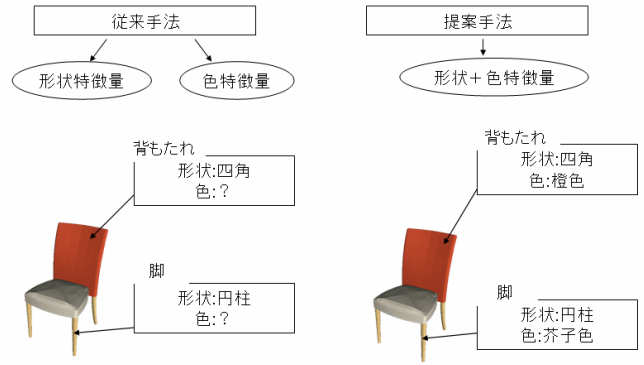 従来手法
形状特徴量
色特徴量
背もたれ
形状:四角
色:?
脚
形状:円柱
色:?
提案手法
形状+色特徴量
背もたれ
形状:四角
色:橙色
脚
形状:円柱
色:芥子色